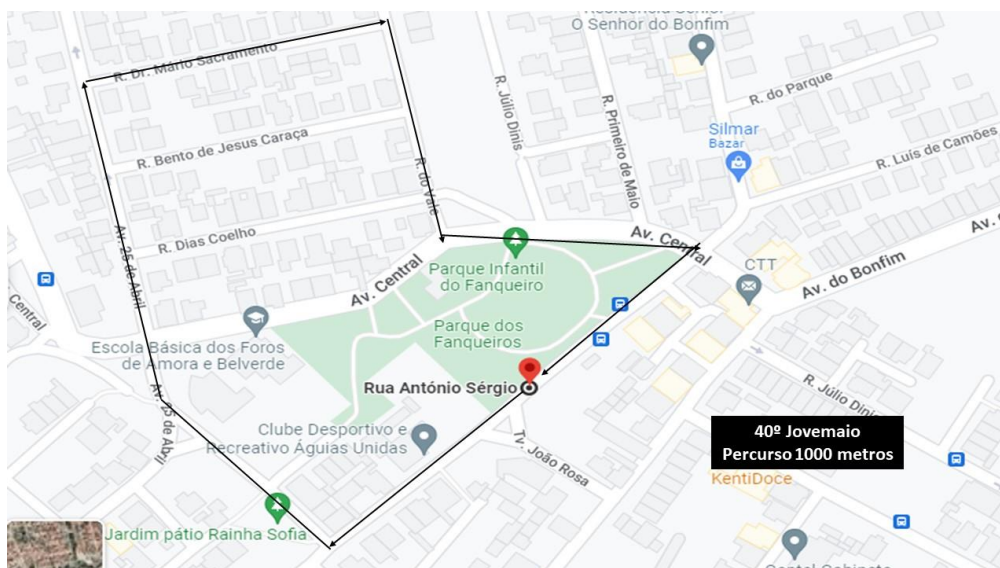 Residência Sénior
O Senhor do Bonfim
R. Dr. Mário Sacramento
R. do Parque
R. Júlio Dinis
R. Primeiro de Maio
Silmar
Bazar
R. Luís de Camões
R. Bento de Jesus Caraça
R. do Vale
R. Dias Coelho
Av. 25 de Abril
Av. Central
Av. Central
Parque Infantil
do Fanqueiro
CTT
Av. do Bonfim
Av. d
Central
Parque dos
Fanqueiros
Escola Básica dos Foros
de Amora e Belverde
Rua António Sérgio
Av. 25 de Abril
R. Júlio Dinis
Clube Desportivo e
Recreativo Águias Unidas
Tv. João Rosa
40º Jovemaio
Percurso 1000 metros
KentiDoce
Jardim pátio Rainha Sofia